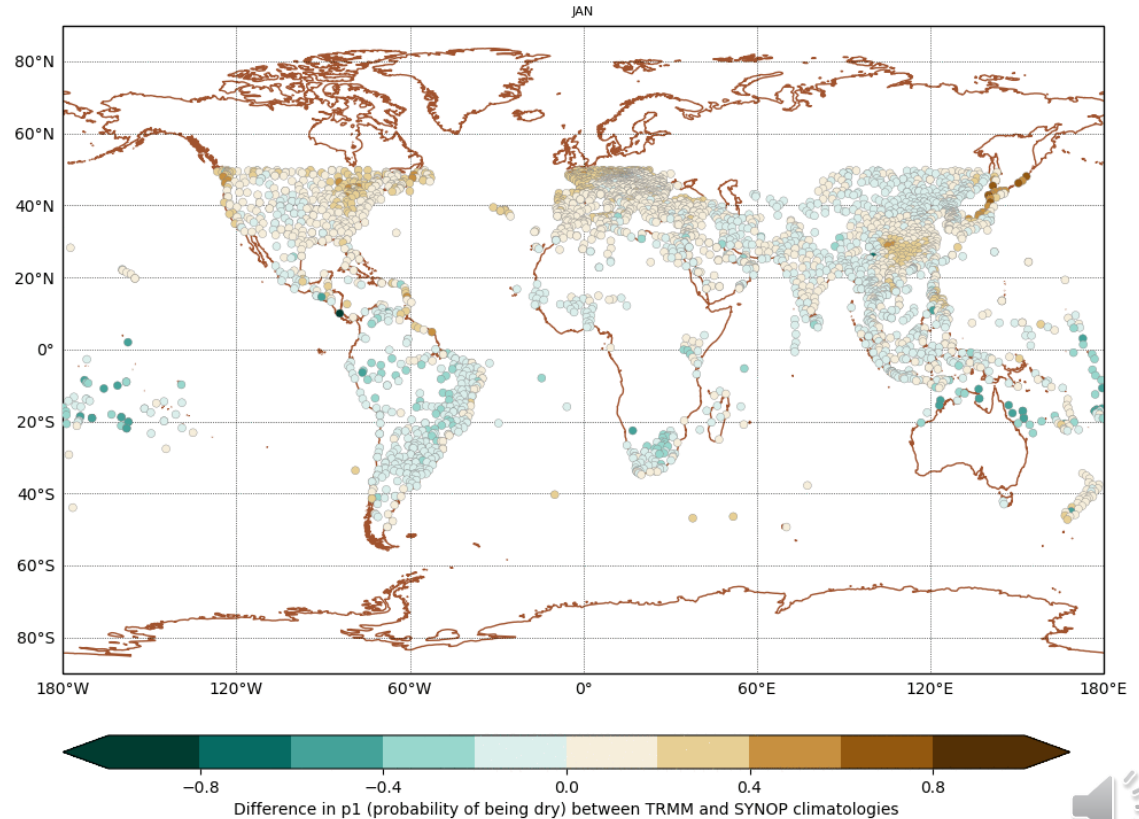 JAN
80°N
60°N
40°N
20°N
0°
20°S
40°S
60°S
80°S
180°W 120°W 60°W 0° 60°E 120°E 180°E
−0.8 −0.4 0.0 0.4 0.8
Difference in p1 (probability of being dry) between TRMM and SYNOP climatologies